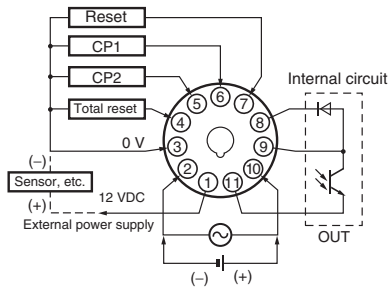 Reset
CP1
CP2
Total reset
Internal circuit
6
5
7
4
8
3
9
2
10
1
11
0 V
(–)
Sensor, etc.
(+)
12 VDC
External power supply
OUT
(–)
(+)